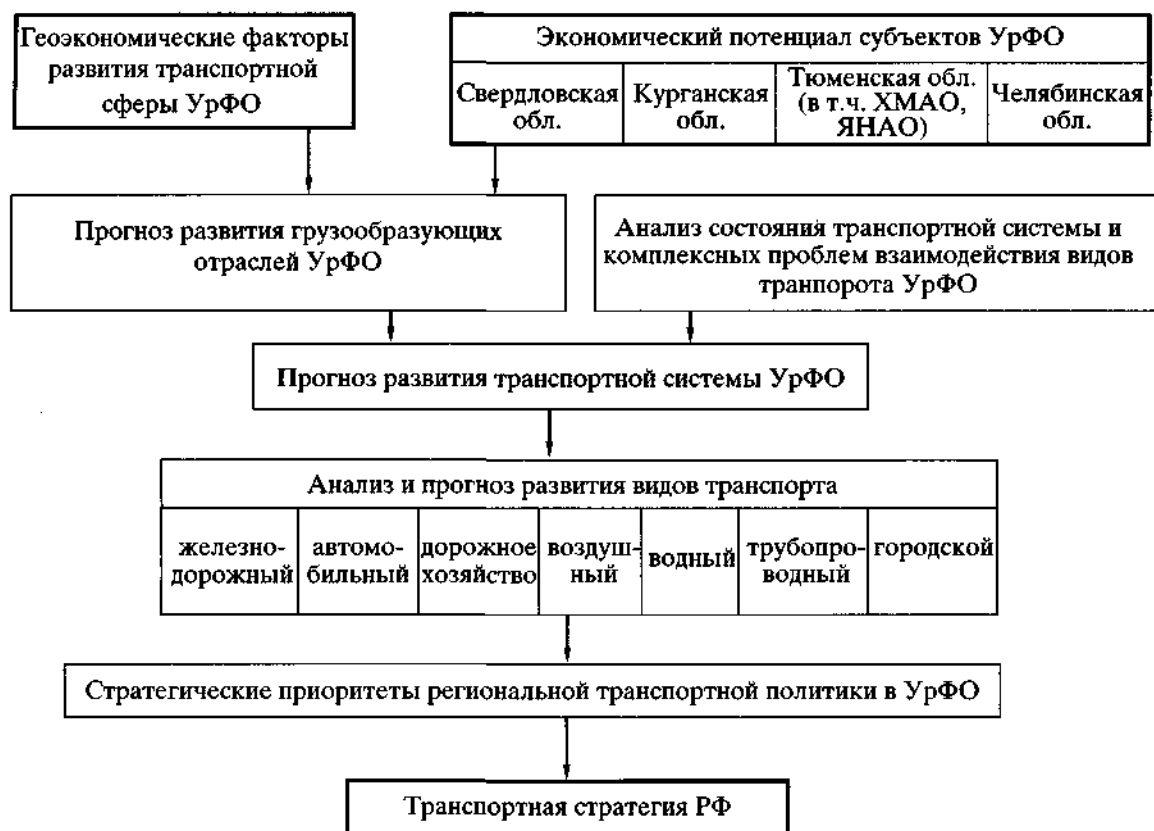 Геоэкономические факторы
развития транспортной
сферы УрФО
Экономический потенциал субъектов УрФО
Свердловская
обл.
Курганская
обл.
Тюменская обл.
(в т.ч. ХМАО,
ЯНАО)
Челябинская
обл.
Прогноз развития грузообразующих
отраслей УрФО
Анализ состояния транспортной системы и
комплексных проблем взаимодействия видов
транпорота УрФО
Прогноз развития транспортной системы УрФО
Анализ и прогноз развития видов транспорта
железно-
дорожный
автомо-
бильный
дорожное
хозяйство
воздуш-
ный
водный
трубопро-
водный
городской
Стратегические приоритеты региональной транспортной политики в УрФО
Транспортная стратегия РФ